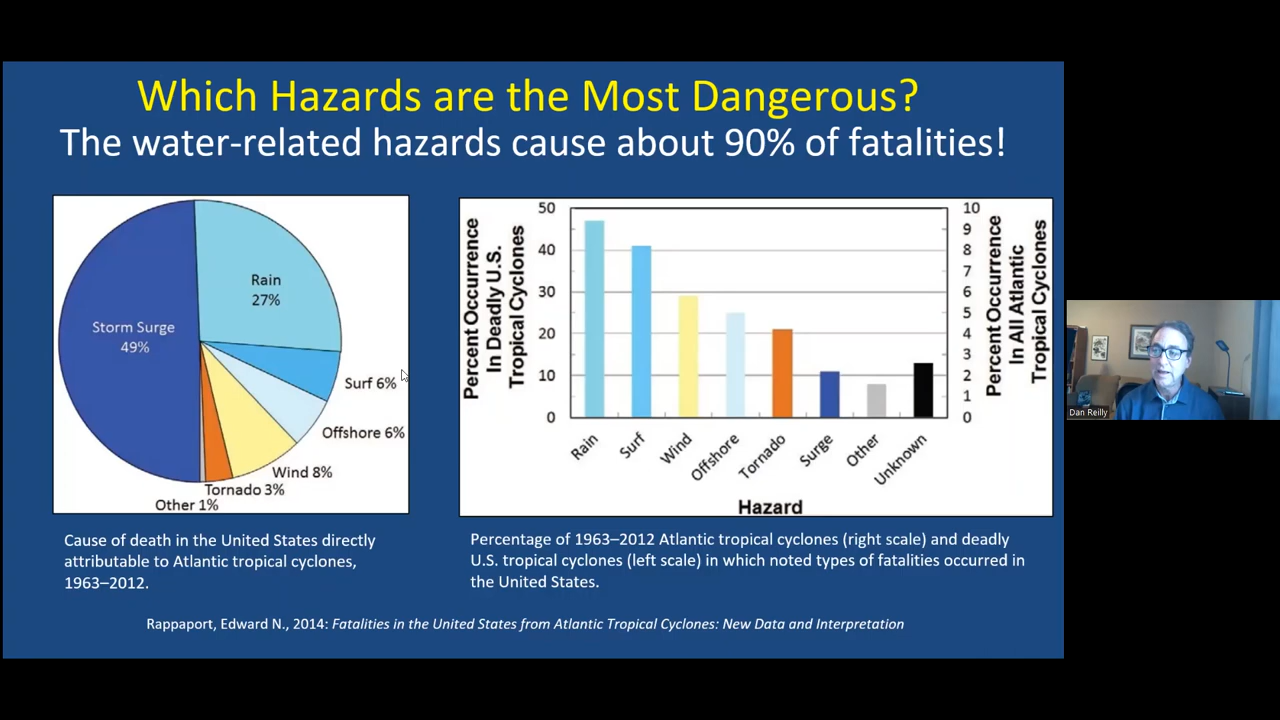 Which Hazards are the Most Dangerous?
The water-related hazards cause about 90% of fatalities!
Storm Surge
49%
Rain
27%
Surf 6%
Offshore 6%
Wind 8%
Tornado 3%
Other 1%
Percent Occurrence
In Deadly U.S.
Tropical Cyclones
50
40
30
20
10
0
10
9
8
7
6
5
4
3
2
1
0
Percent Occurrence
In All Atlantic
Tropical Cyclones
Rain
Surf
Wind
Offshore
Tornado
Surge
Other
Unknown
Hazard
Cause of death in the United States directly
attributable to Atlantic tropical cyclones,
1963–2012.
Percentage of 1963–2012 Atlantic tropical cyclones (right scale) and deadly
U.S. tropical cyclones (left scale) in which noted types of fatalities occurred in
the United States.
Rappaport, Edward N., 2014: Fatalities in the United States from Atlantic Tropical Cyclones: New Data and Interpretation
Dan Reilly